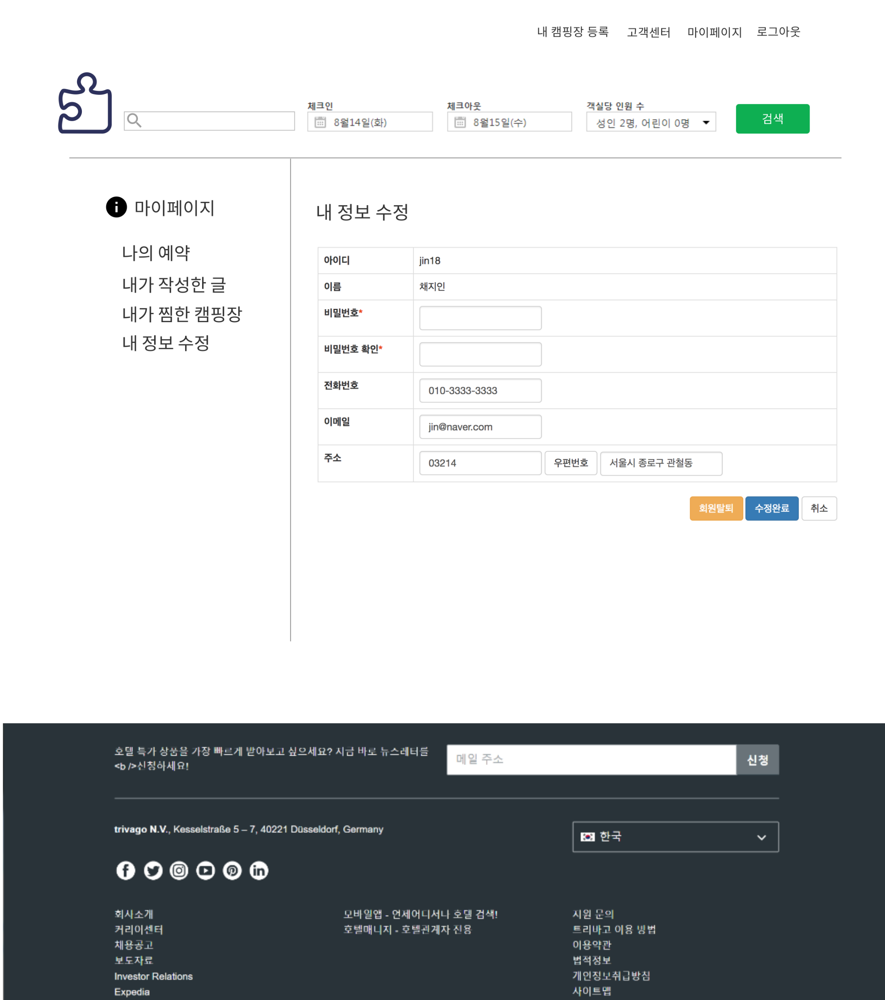 내 캠핑장 등록 고객센터 마이페이지 로그아웃
체크인 체크아웃 객실당 인원 수
8월14일(화) 8월15일(수) 성인 2명, 어린이 0명 검색
마이페이지
나의 예약
내가 작성한 글
내가 찜한 캠핑장
내 정보 수정
내 정보 수정
아이디 jin18
이름 채지인
비밀번호*
비밀번호 확인*
전화번호 010-3333-3333
이메일 jin@naver.com
주소 03214 우편번호 서울시 종로구 관철동
회원탈퇴 수정완료 취소
호텔 특가 상품을 가장 빠르게 받아보고 싶으세요? 지금 바로 뉴스레터를
<b />신청하세요!
메일 주소 신청
trivago N.V., Kesselstraße 5 – 7, 40221 Düsseldorf, Germany
한국
회사소개
커리어센터
채용공고
보도자료
Investor Relations
Expedia
모바일앱 - 언제어디서나 호텔 검색!
호텔매니저 - 호텔관계자 전용
지원 문의
트리바고 이용 방법
이용약관
법적정보
개인정보취급방침
사이트맵